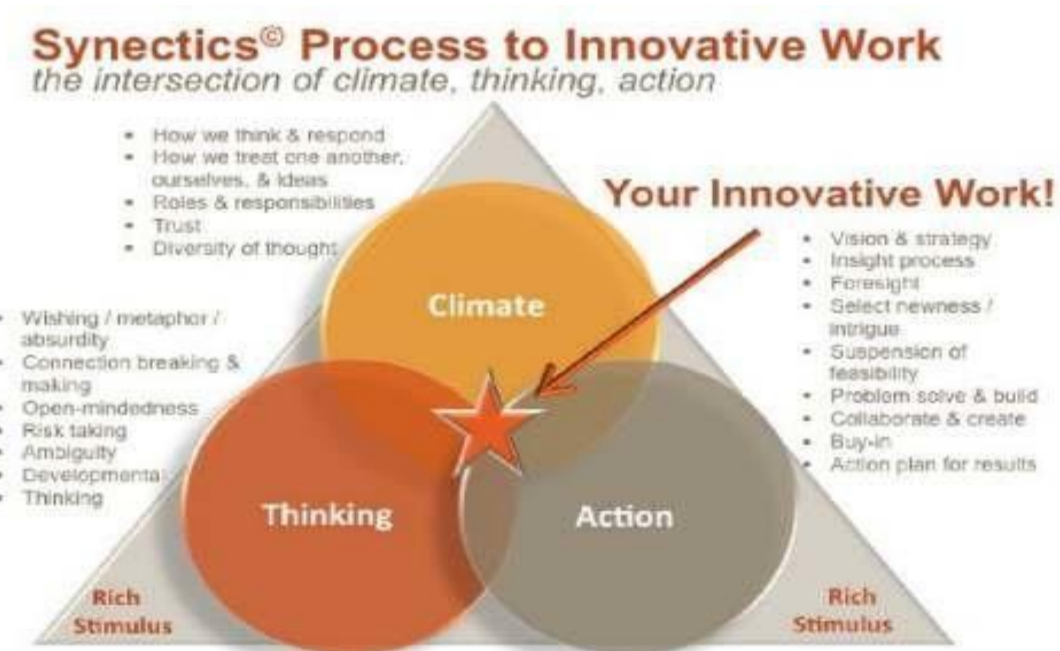 Synectics© Process to Innovative Work
the intersection of climate, thinking, action
• How we think & respond
• How we treat one another,
ourselves, & Ideas
• Roles & responsibilities
• Trust
• Diversity of thought
Your Innovative Work!
• Vision & strategy
• Insight process
• Foresight
• Select newness /
intrigue
• Suspension of
feasibility
• Problem solve & build
• Collaborate & create
• Buy-in
• Action plan for results
• Wishing / metaphor /
absurdity
• Connection breaking &
making
• Open-mindedness
• Risk taking
• Ambiguity
• Developmental
• Thinking
Climate
Thinking
Action
Rich
Stimulus
Rich
Stimulus